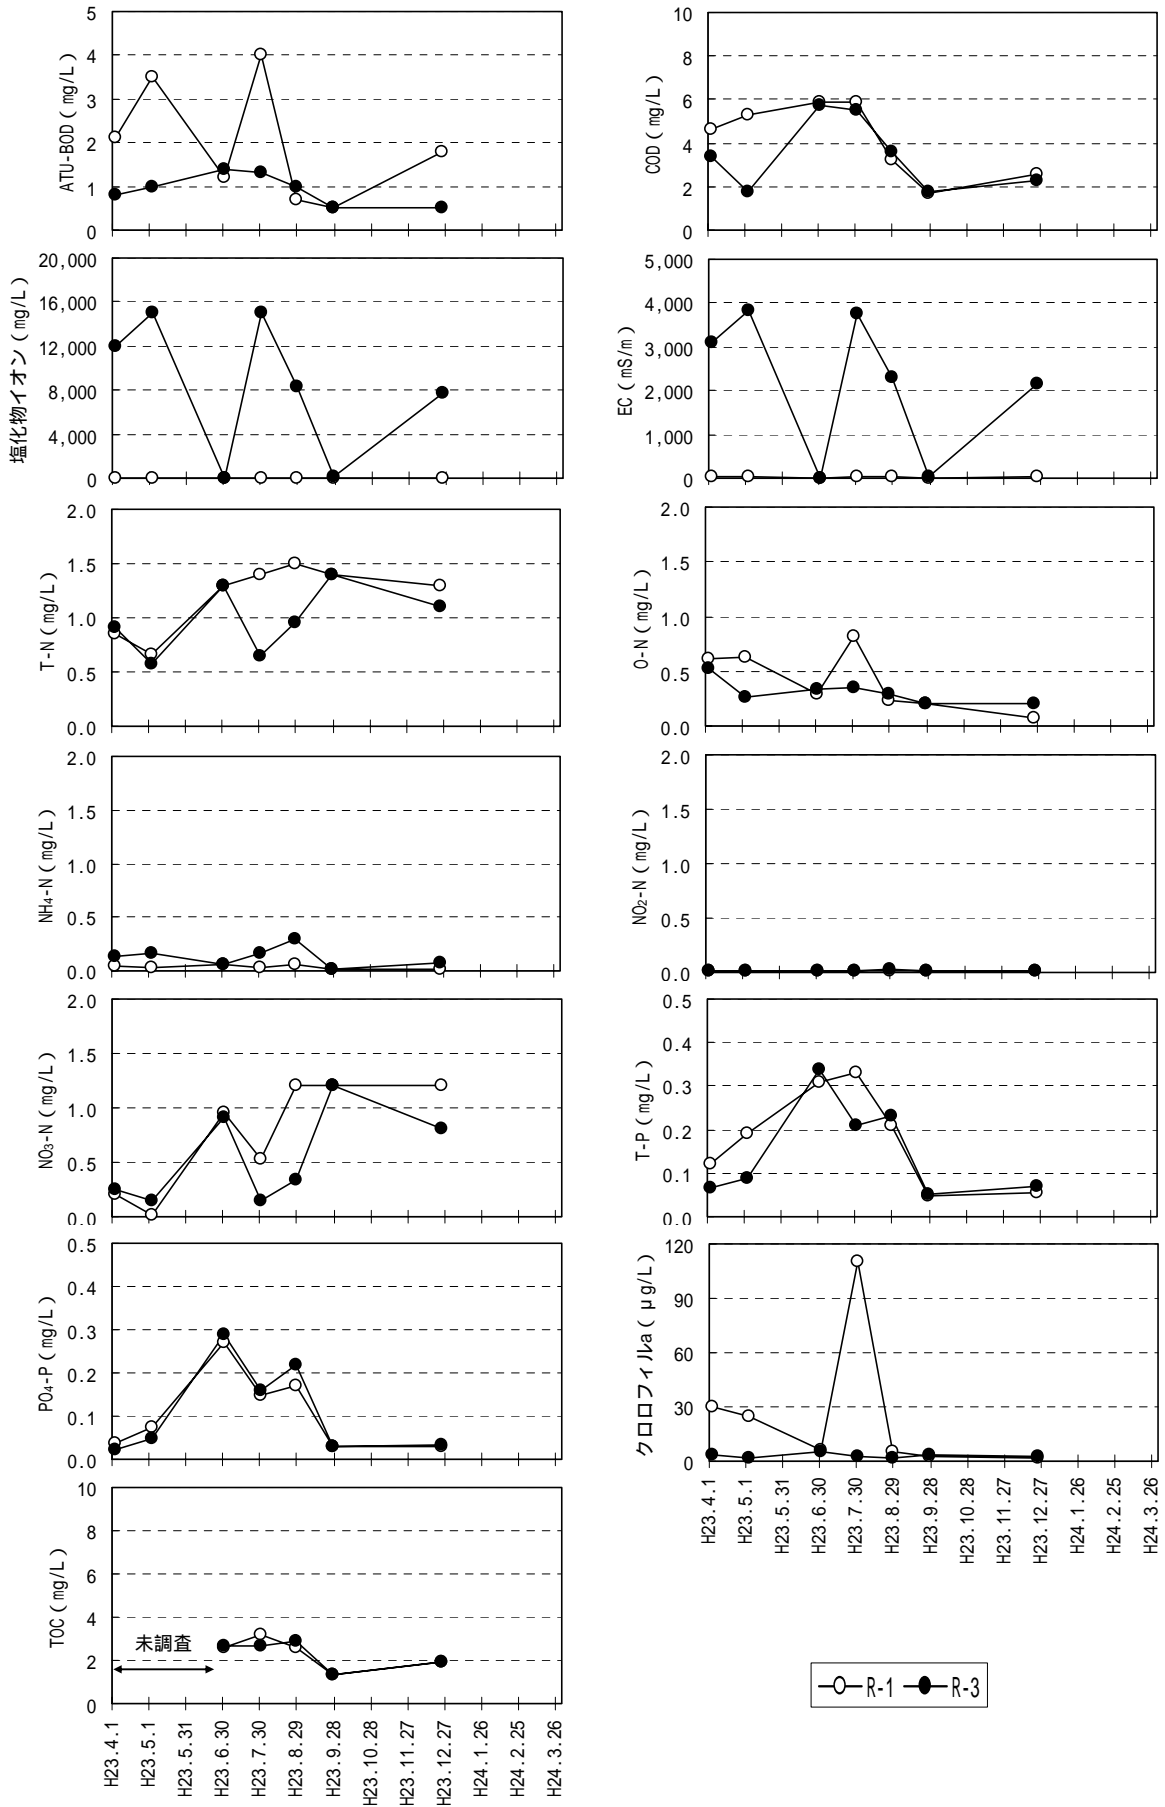 ATU-BOD（mg/L）
5
4
3
2
1
0
COD（mg/L）
10
8
6
4
2
0
塩化物イオン（mg/L）
20,000
16,000
12,000
8,000
4,000
0
EC（mS/m）
5,000
4,000
3,000
2,000
1,000
0
T-N（mg/L）
2.0
1.5
1.0
0.5
0.0
O-N（mg/L）
2.0
1.5
1.0
0.5
0.0
NH₄-N（mg/L）
2.0
1.5
1.0
0.5
0.0
NO₂-N（mg/L）
2.0
1.5
1.0
0.5
0.0
NO₃-N（mg/L）
2.0
1.5
1.0
0.5
0.0
T-P（mg/L）
0.5
0.4
0.3
0.2
0.1
0.0
PO₄-P（mg/L）
0.5
0.4
0.3
0.2
0.1
0.0
クロロフィルa（μg/L）
120
90
60
30
0
H23.4.1
H23.5.1
H23.5.31
H23.6.30
H23.7.30
H23.8.29
H23.9.28
H23.10.28
H23.11.27
H23.12.27
H24.1.26
H24.2.25
H24.3.26
TOC（mg/L）
10
8
6
4
2
0
未調査
H23.4.1
H23.5.1
H23.5.31
H23.6.30
H23.7.30
H23.8.29
H23.9.28
H23.10.28
H23.11.27
H23.12.27
H24.1.26
H24.2.25
H24.3.26
R-1 R-3